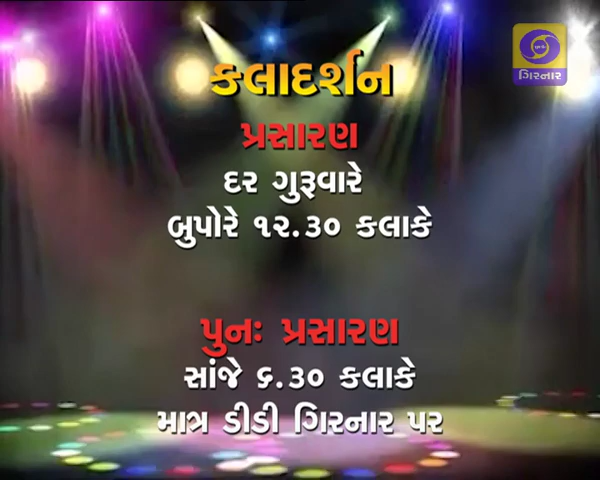 ગિરનાર
કલાદર્શન
પ્રસારણ
દર ગુરૂવારે
બુપોરે ૧૨.૩૦ કલાકે
પુનઃ પ્રસારણ
સાંજે ૬.૩૦ કલાકે
માત્ર ડીડી ગિરનાર પર